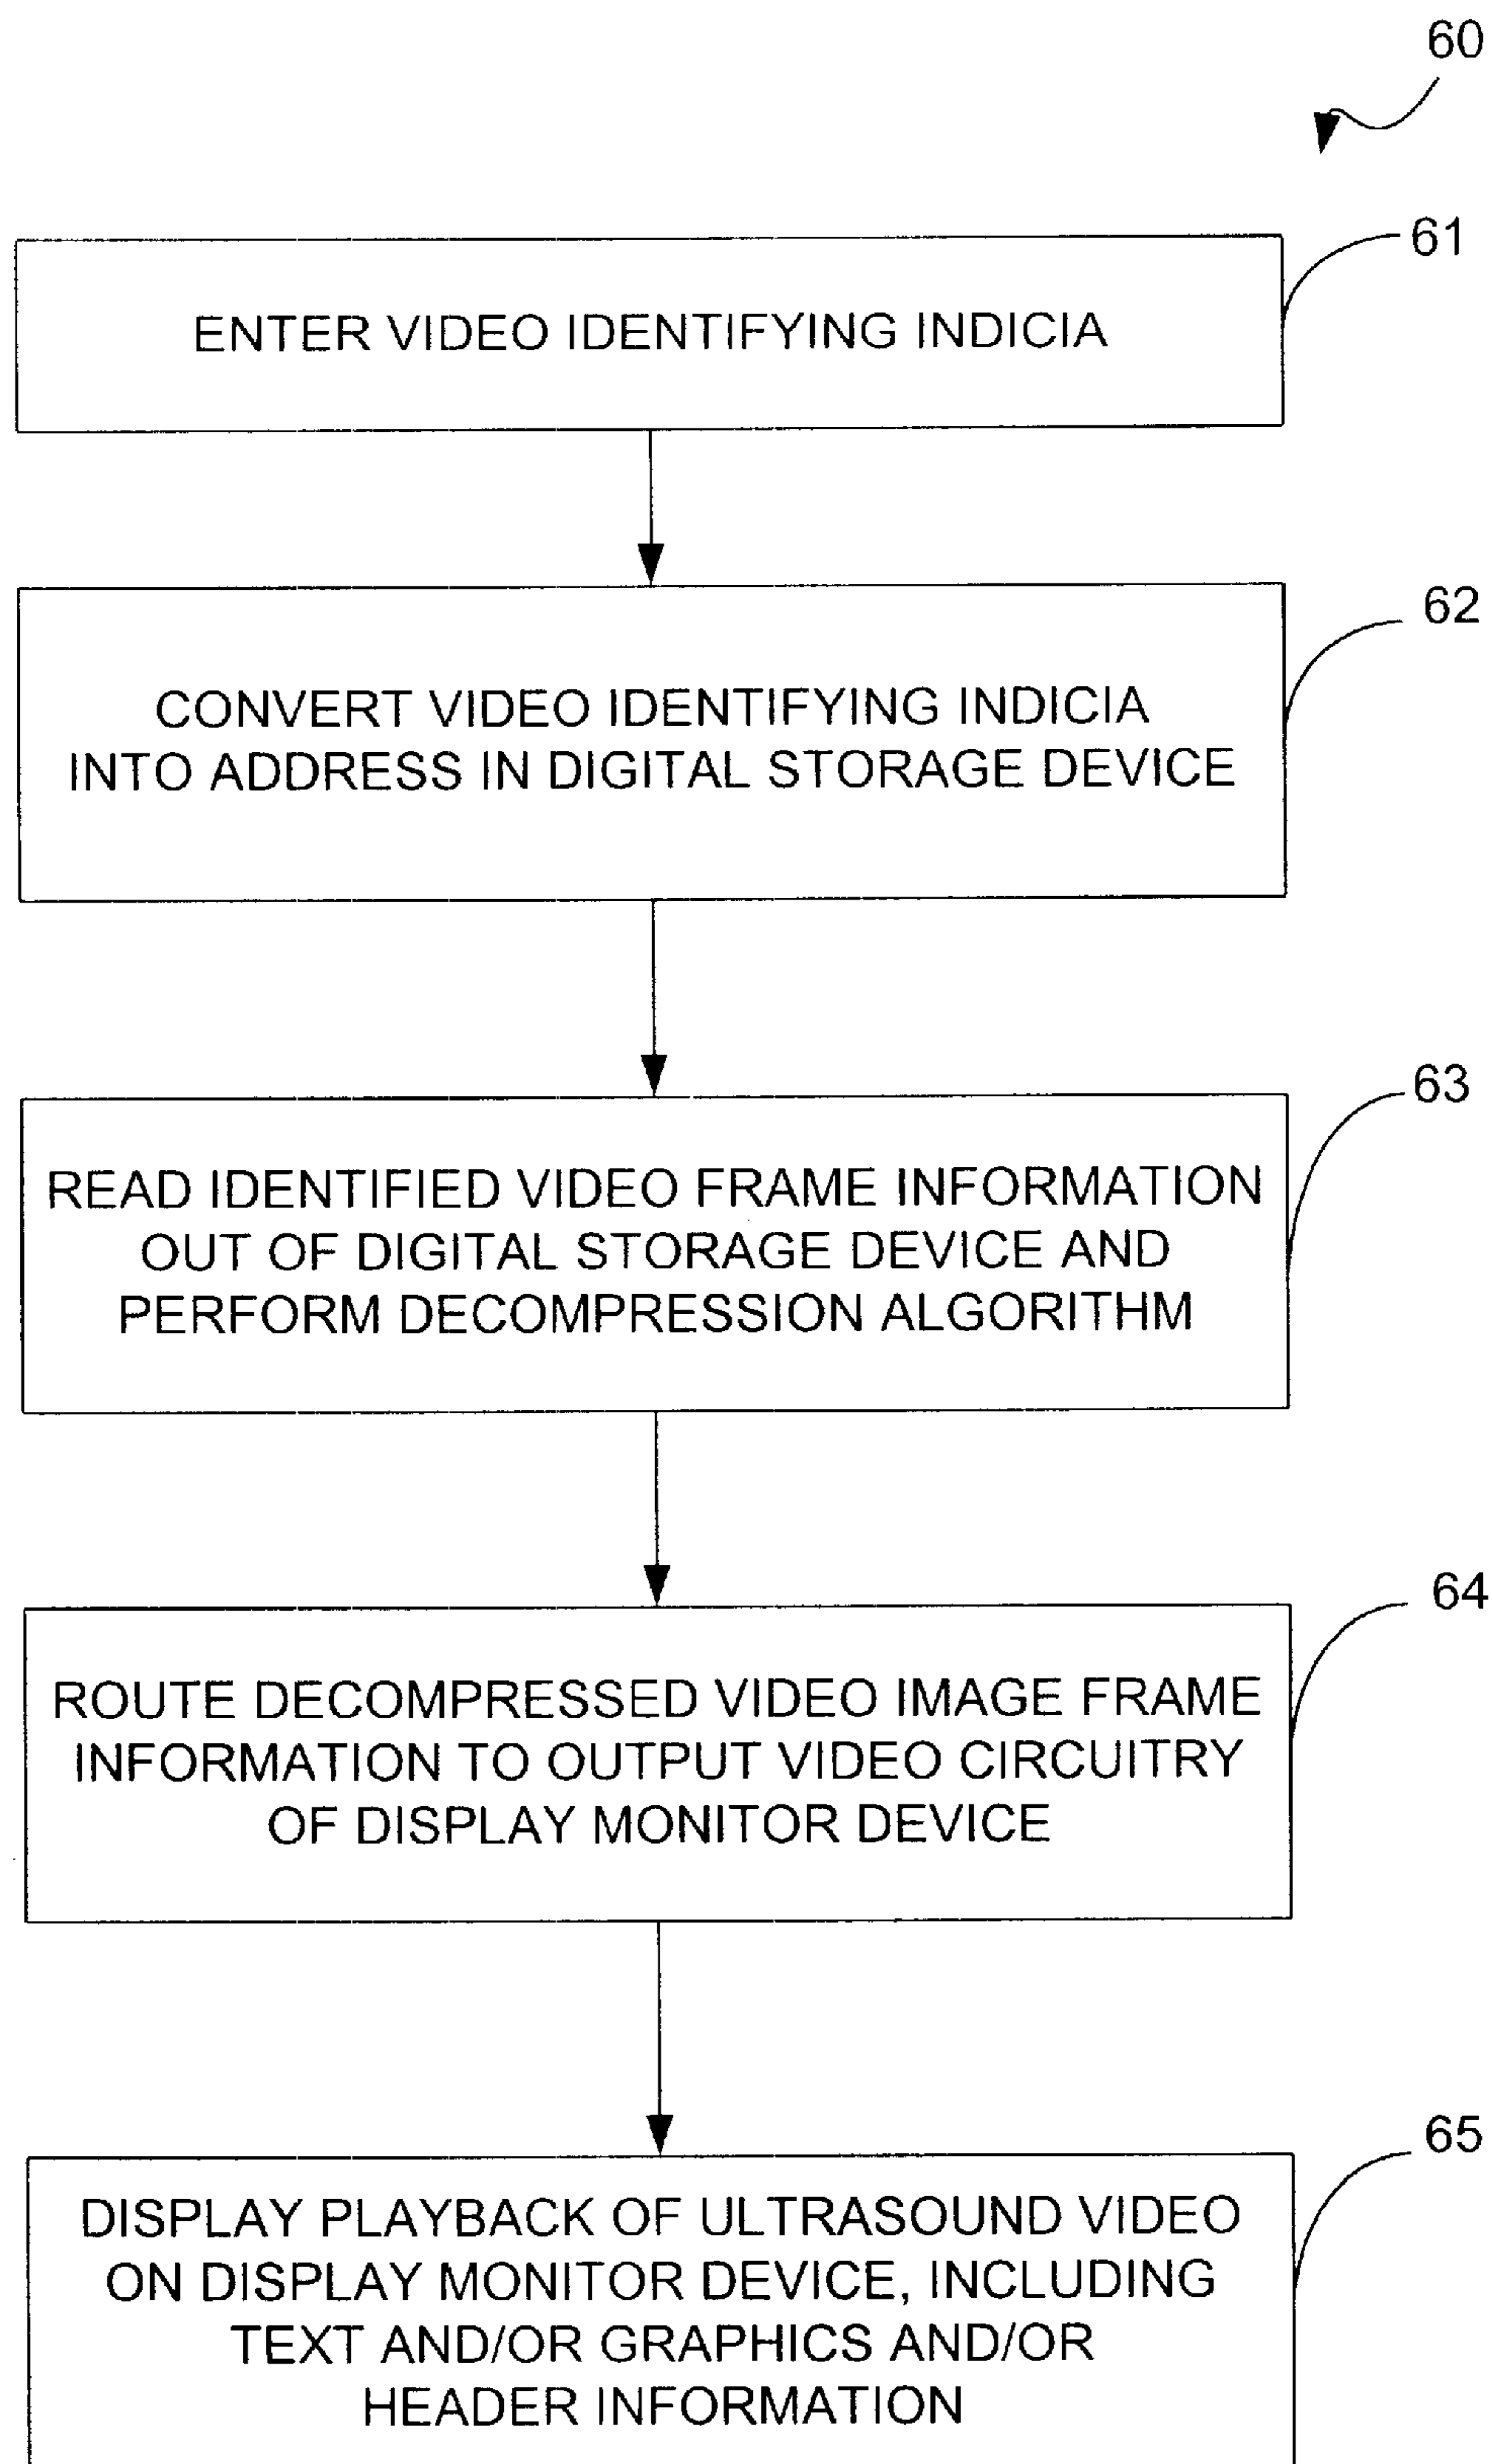 60
61
ENTER VIDEO IDENTIFYING INDICIA
62
CONVERT VIDEO IDENTIFYING INDICIA
INTO ADDRESS IN DIGITAL STORAGE DEVICE
63
READ IDENTIFIED VIDEO FRAME INFORMATION
OUT OF DIGITAL STORAGE DEVICE AND
PERFORM DECOMPRESSION ALGORITHM
64
ROUTE DECOMPRESSED VIDEO IMAGE FRAME
INFORMATION TO OUTPUT VIDEO CIRCUITRY
OF DISPLAY MONITOR DEVICE
65
DISPLAY PLAYBACK OF ULTRASOUND VIDEO
ON DISPLAY MONITOR DEVICE, INCLUDING
TEXT AND/OR GRAPHICS AND/OR
HEADER INFORMATION